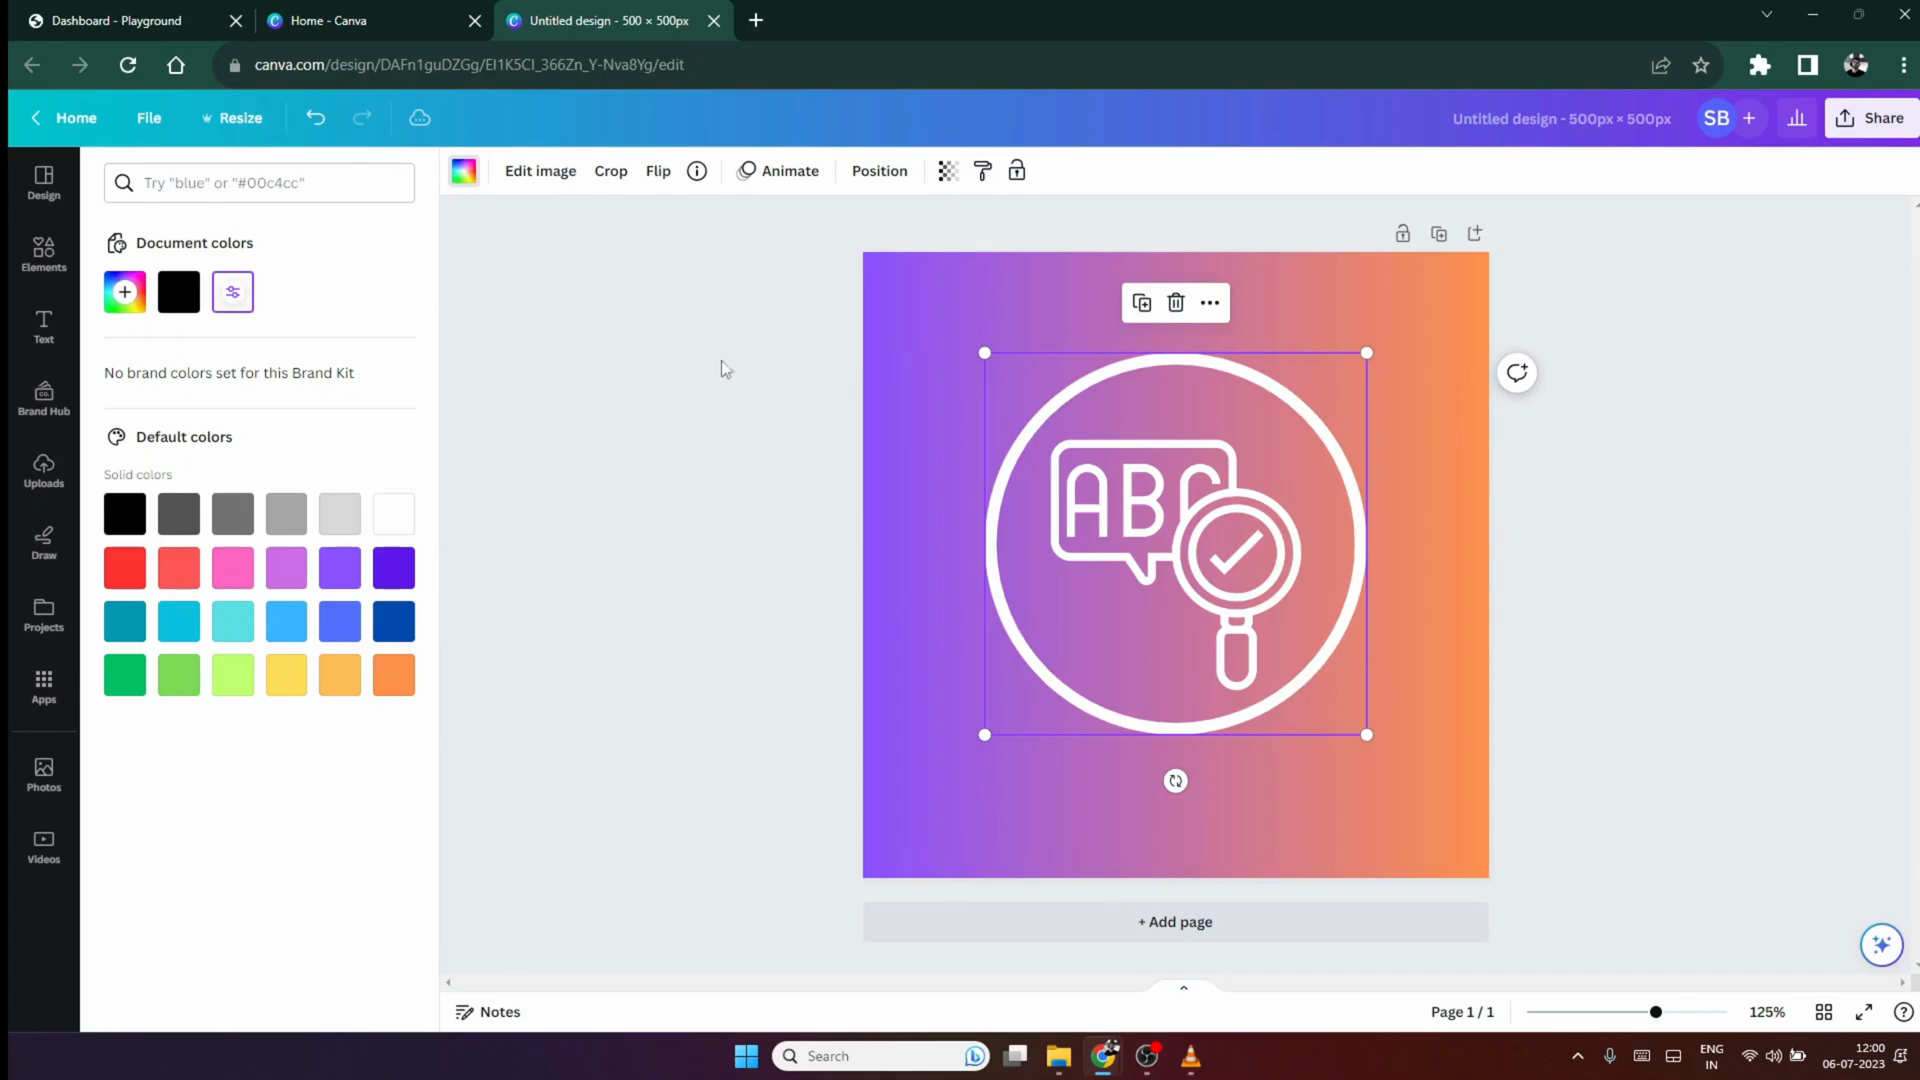 Dashboard - Playground
Home - Canva
Untitled design - 500 × 500px
canva.com/design/DAFn1guDZGg/EI1K5CI_366Zn_Y-Nva8Yg/edit
Home
File
Resize
Untitled design - 500px × 500px
SB
Share
Design
Elements
Text
Brand Hub
Uploads
Draw
Projects
Apps
Photos
Videos
Try "blue" or "#00c4cc"
Document colors
No brand colors set for this Brand Kit
Default colors
Solid colors
Edit image
Crop
Flip
Animate
Position
ABC
+ Add page
Notes
Page 1 / 1
125%
Search
ENG
IN
12:00
06-07-2023